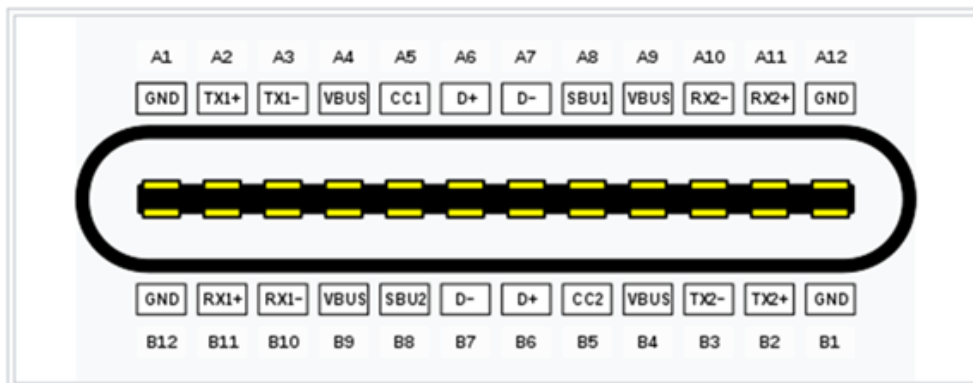 A1 A2 A3 A4 A5 A6 A7 A8 A9 A10 A11 A12
GND TX1+ TX1- VBUS CC1 D+ D- SBU1 VBUS RX2- RX2+ GND
GND RX1+ RX1- VBUS SBU2 D- D+ CC2 VBUS TX2- TX2+ GND
B12 B11 B10 B9 B8 B7 B6 B5 B4 B3 B2 B1